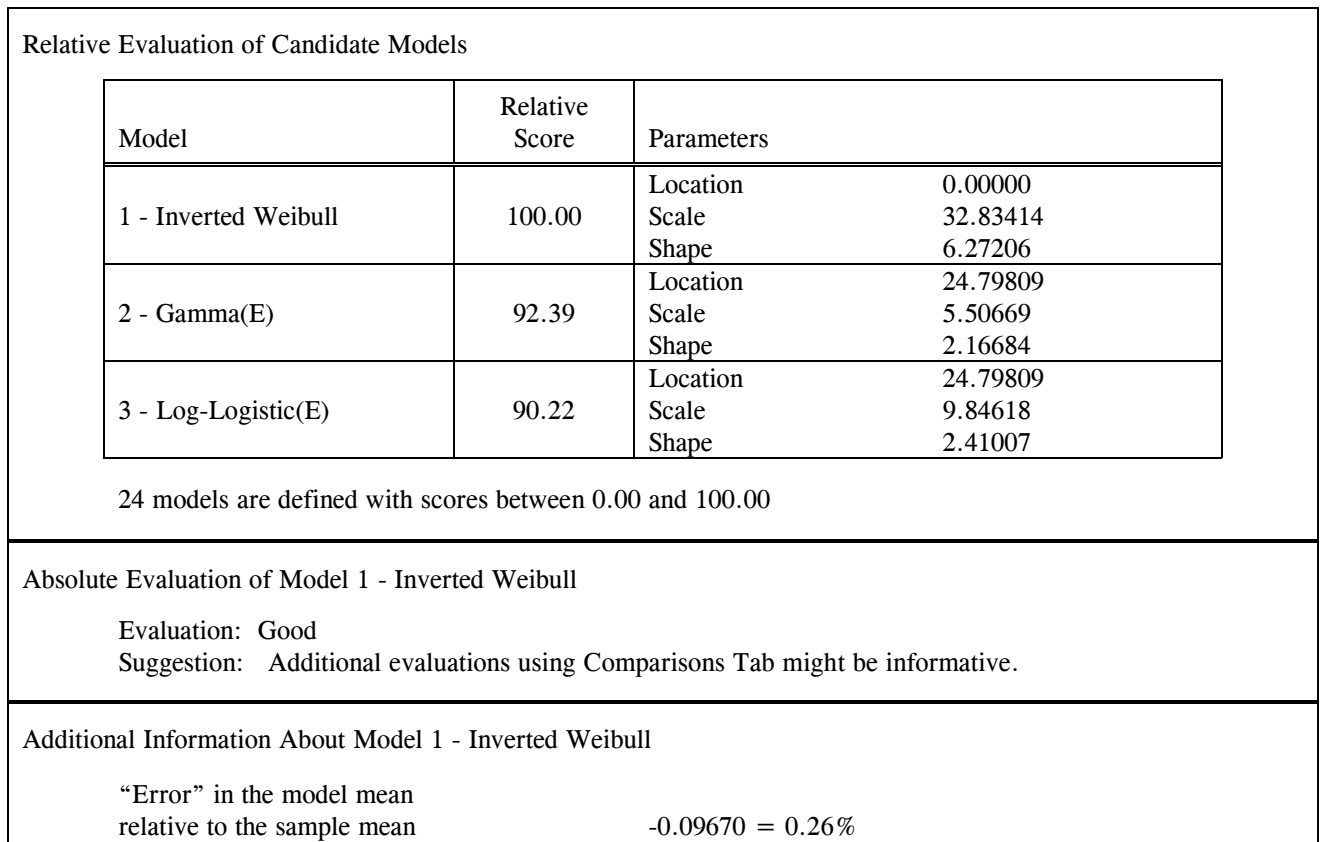 Relative Evaluation of Candidate Models
Model Relative Score Parameters
1 - Inverted Weibull 100.00 Location 0.00000
Scale 32.83414
Shape 6.27206
2 - Gamma(E) 92.39 Location 24.79809
Scale 5.50669
Shape 2.16684
3 - Log-Logistic(E) 90.22 Location 24.79809
Scale 9.84618
Shape 2.41007
24 models are defined with scores between 0.00 and 100.00
Absolute Evaluation of Model 1 - Inverted Weibull
Evaluation: Good
Suggestion: Additional evaluations using Comparisons Tab might be informative.
Additional Information About Model 1 - Inverted Weibull
“Error” in the model mean
relative to the sample mean -0.09670 = 0.26%